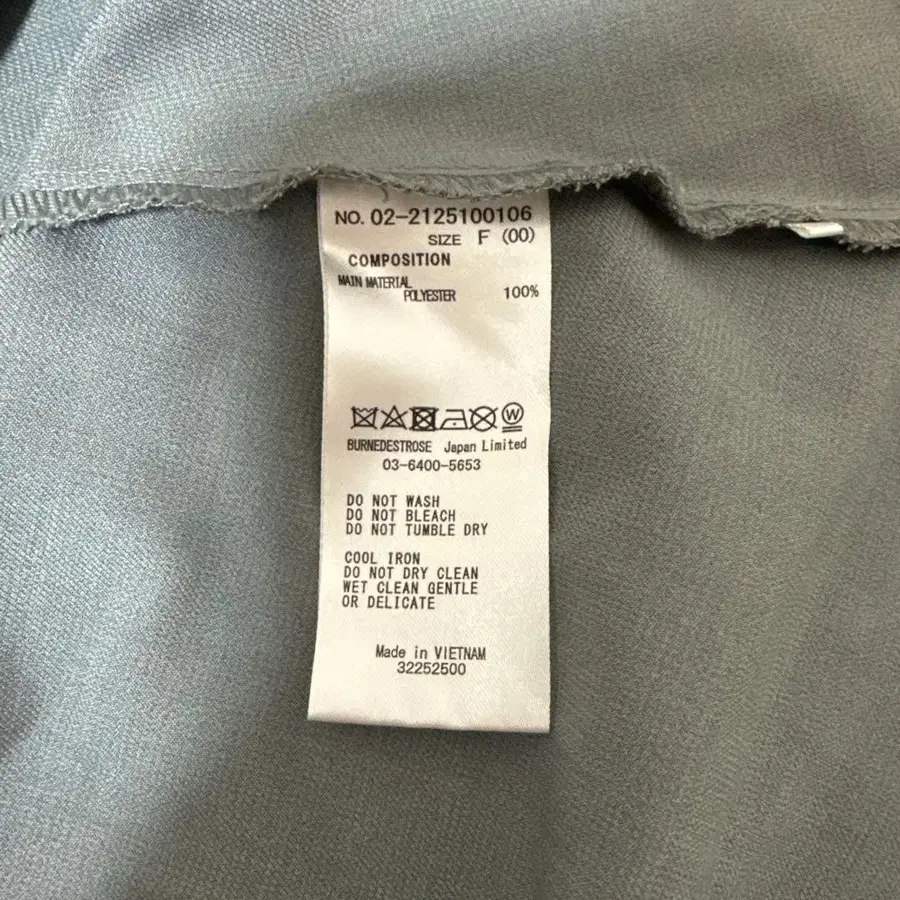 NO. 02-2125100106
SIZE F (00)
COMPOSITION
MAIN MATERIAL
POLYESTER 100%
W
BURNEDESTROSE Japan Limited
03-6400-5653
DO NOT WASH
DO NOT BLEACH
DO NOT TUMBLE DRY
COOL IRON
DO NOT DRY CLEAN
WET CLEAN GENTLE
OR DELICATE
Made in VIETNAM
32252500